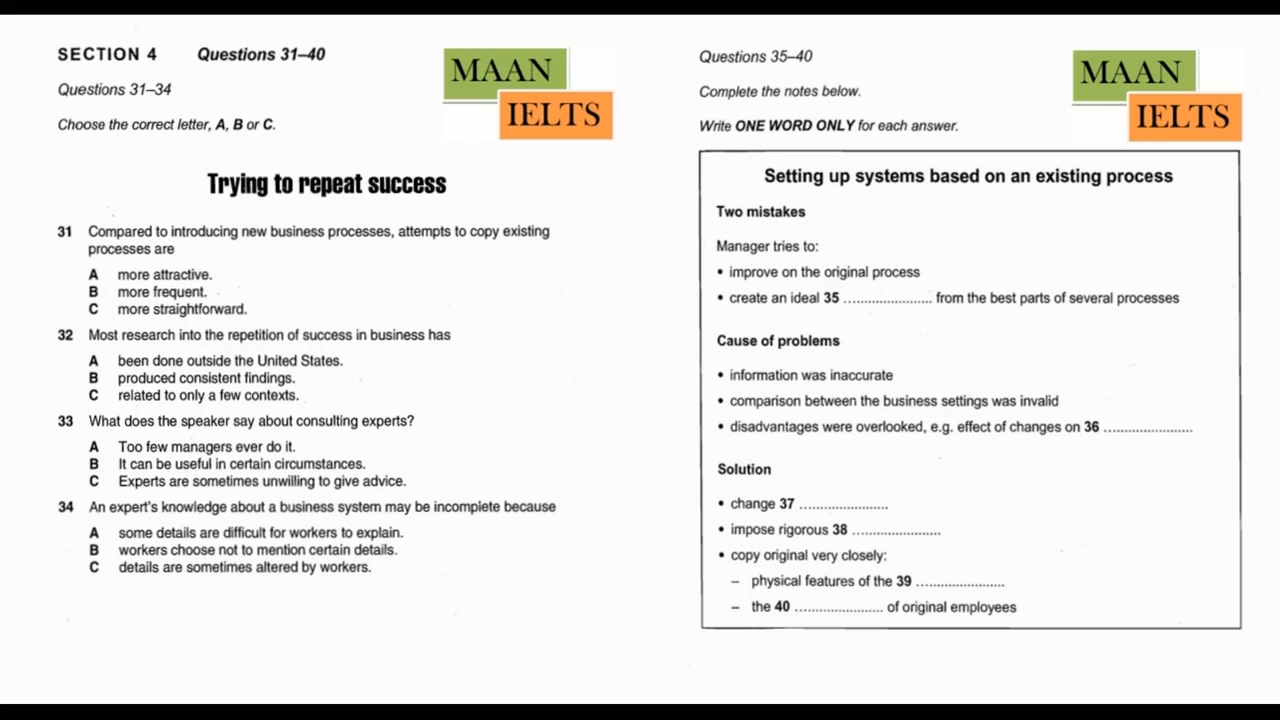 SECTION 4 Questions 31–40
MAAN
IELTS
Questions 31–34
Choose the correct letter, A, B or C.
Trying to repeat success
31 Compared to introducing new business processes, attempts to copy existing
processes are
A more attractive.
B more frequent.
C more straightforward.
32 Most research into the repetition of success in business has
A been done outside the United States.
B produced consistent findings.
C related to only a few contexts.
33 What does the speaker say about consulting experts?
A Too few managers ever do it.
B It can be useful in certain circumstances.
C Experts are sometimes unwilling to give advice.
34 An expert's knowledge about a business system may be incomplete because
A some details are difficult for workers to explain.
B workers choose not to mention certain details.
C details are sometimes altered by workers.
Questions 35–40
MAAN
IELTS
Complete the notes below.
Write ONE WORD ONLY for each answer.
Setting up systems based on an existing process
Two mistakes
Manager tries to:
• improve on the original process
• create an ideal 35 ...................... from the best parts of several processes
Cause of problems
• information was inaccurate
• comparison between the business settings was invalid
• disadvantages were overlooked, e.g. effect of changes on 36 ......................
Solution
• change 37 ......................
• impose rigorous 38 ......................
• copy original very closely:
– physical features of the 39 ......................
– the 40 ...................... of original employees